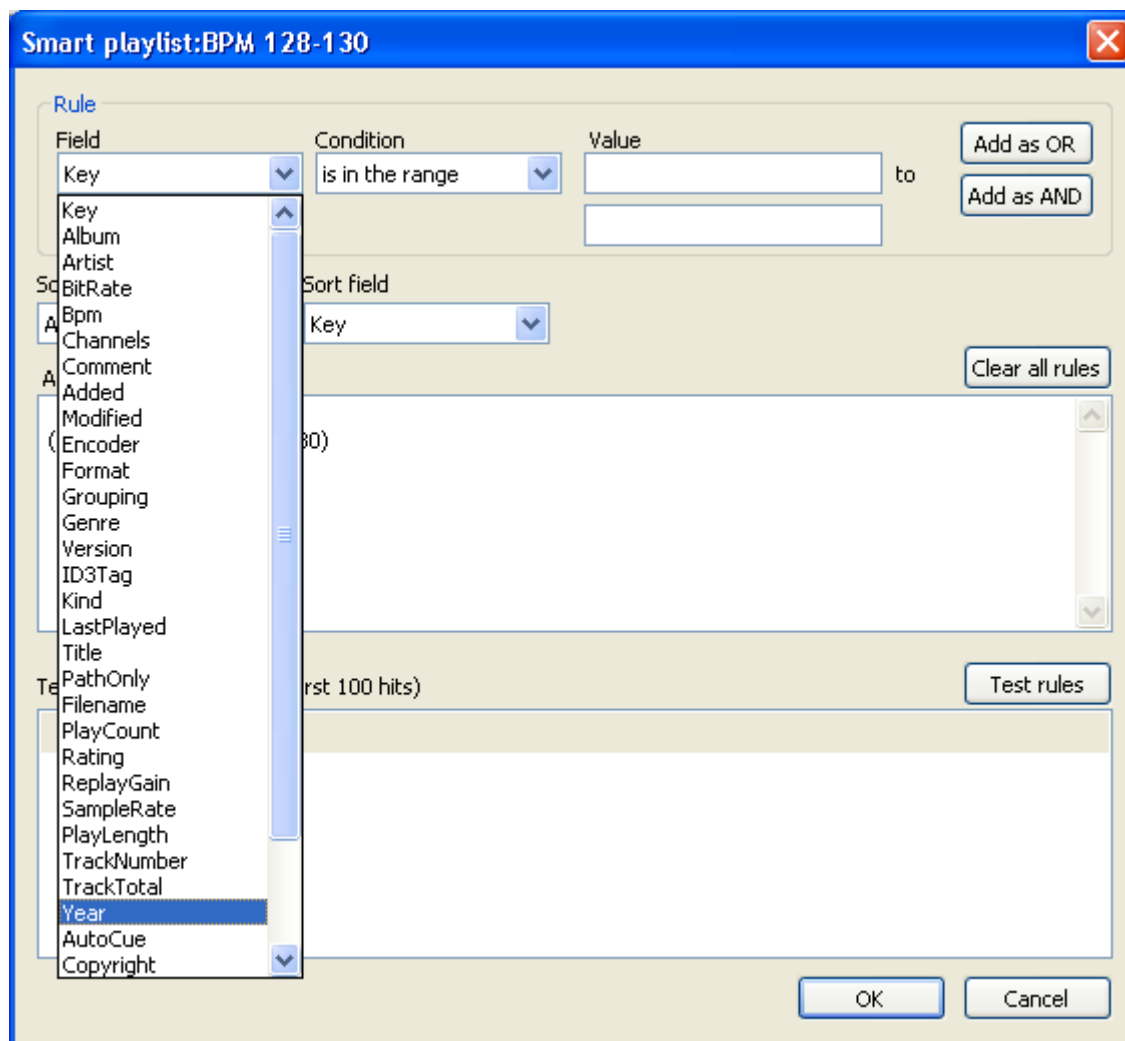 Smart playlist:BPM 128-130
Rule
Field Condition Value
Key is in the range to
Add as OR
Add as AND
Key
Album
Artist
BitRate
Bpm
Channels
Comment
Added
Modified
Encoder
Format
Grouping
Genre
Version
ID3Tag
Kind
LastPlayed
Title
PathOnly
Filename
PlayCount
Rating
ReplayGain
SampleRate
PlayLength
TrackNumber
TrackTotal
Year
AutoCue
Copyright
Sort field
Key
Clear all rules
( 30)
rst 100 hits)
Test rules
OK Cancel